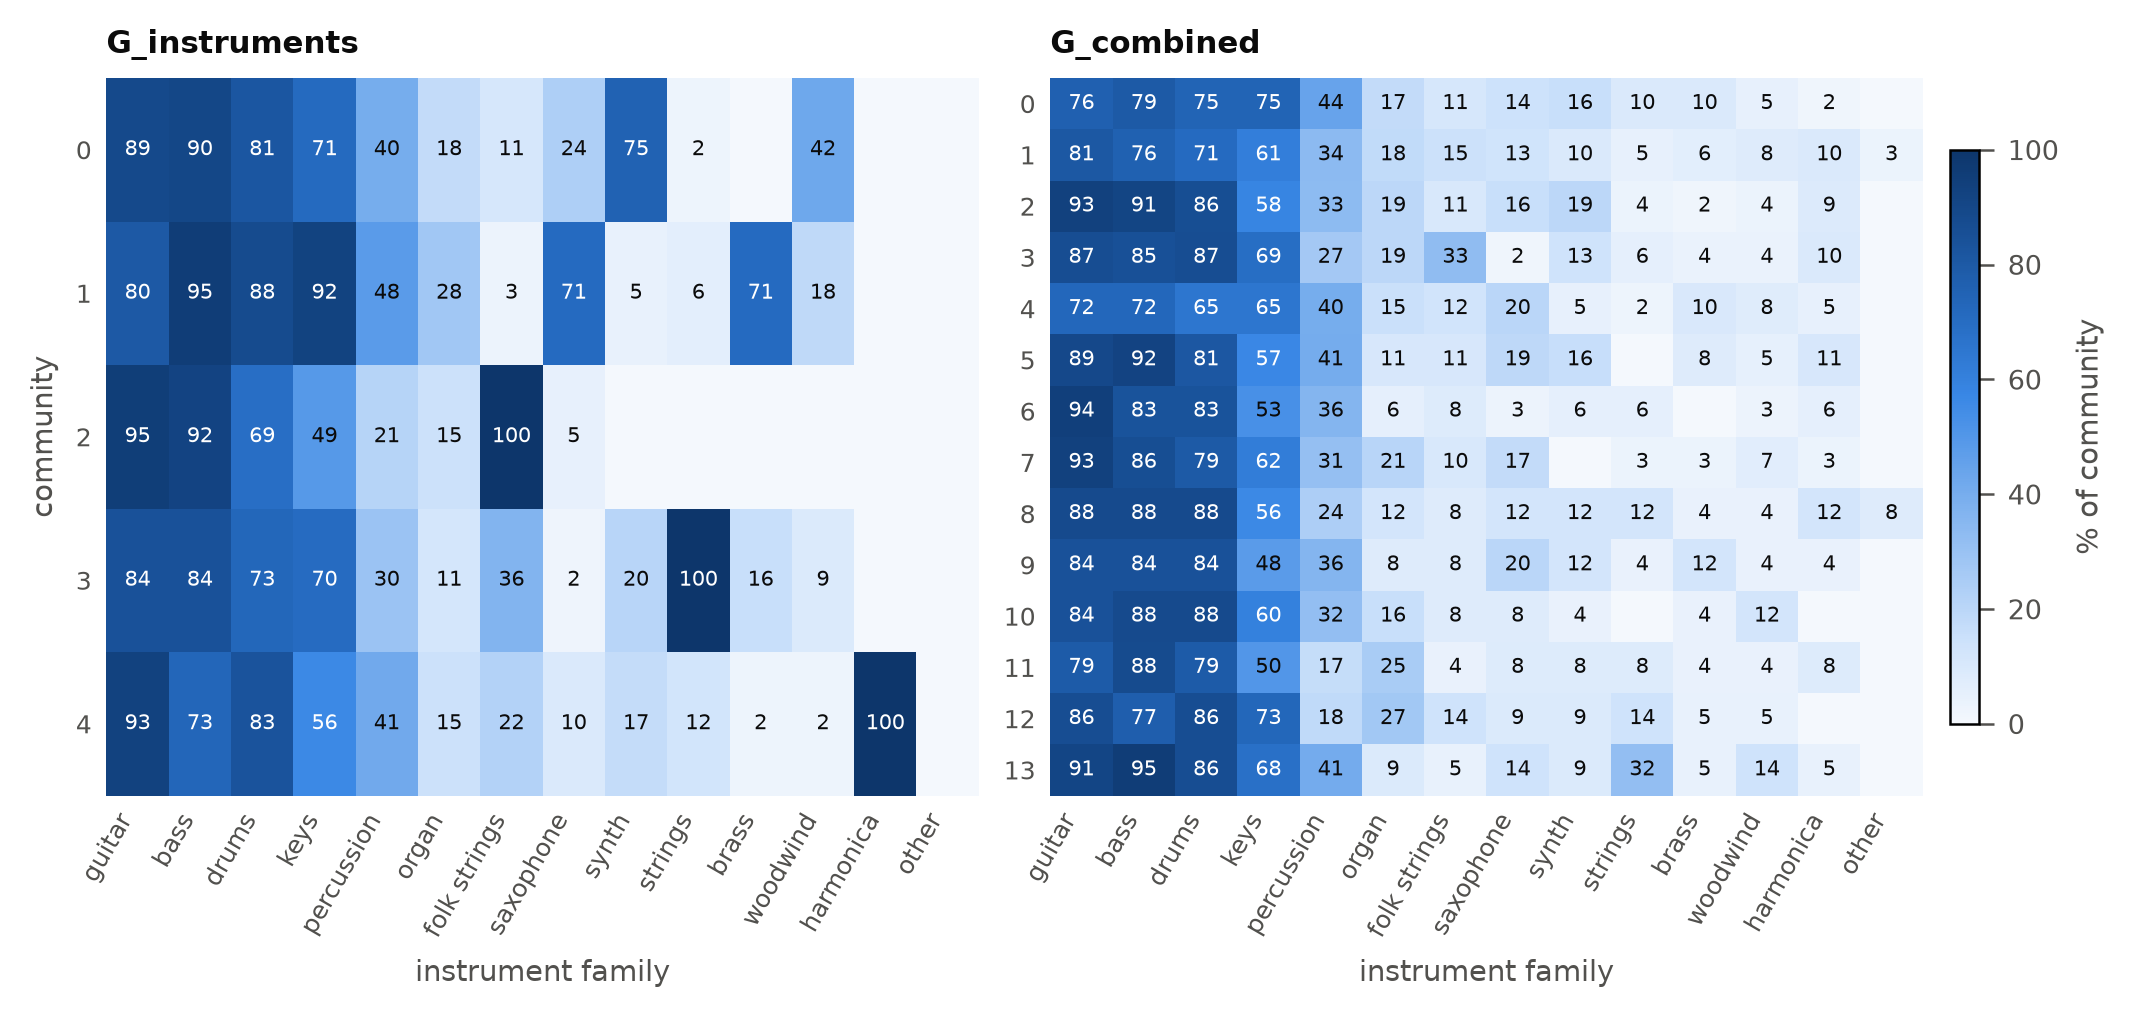 G_instruments
community
0 89 90 81 71 40 18 11 24 75 2 42
1 80 95 88 92 48 28 3 71 5 6 71 18
2 95 92 69 49 21 15 100 5
3 84 84 73 70 30 11 36 2 20 100 16 9
4 93 73 83 56 41 15 22 10 17 12 2 2 100
guitar bass drums keys percussion organ folk strings saxophone synth strings brass woodwind harmonica other
instrument family
G_combined
0 76 79 75 75 44 17 11 14 16 10 10 5 2
1 81 76 71 61 34 18 15 13 10 5 6 8 10 3
2 93 91 86 58 33 19 11 16 19 4 2 4 9
3 87 85 87 69 27 19 33 2 13 6 4 4 10
4 72 72 65 65 40 15 12 20 5 2 10 8 5
5 89 92 81 57 41 11 11 19 16 8 5 11
6 94 83 83 53 36 6 8 3 6 6 3 6
7 93 86 79 62 31 21 10 17 3 3 7 3
8 88 88 88 56 24 12 8 12 12 12 4 4 12 8
9 84 84 84 48 36 8 8 20 12 4 12 4 4
10 84 88 88 60 32 16 8 8 4 4 12
11 79 88 79 50 17 25 4 8 8 8 4 4 8
12 86 77 86 73 18 27 14 9 9 14 5 5
13 91 95 86 68 41 9 5 14 9 32 5 14 5
guitar bass drums keys percussion organ folk strings saxophone synth strings brass woodwind harmonica other
instrument family
100
80
60
40
20
0
% of community